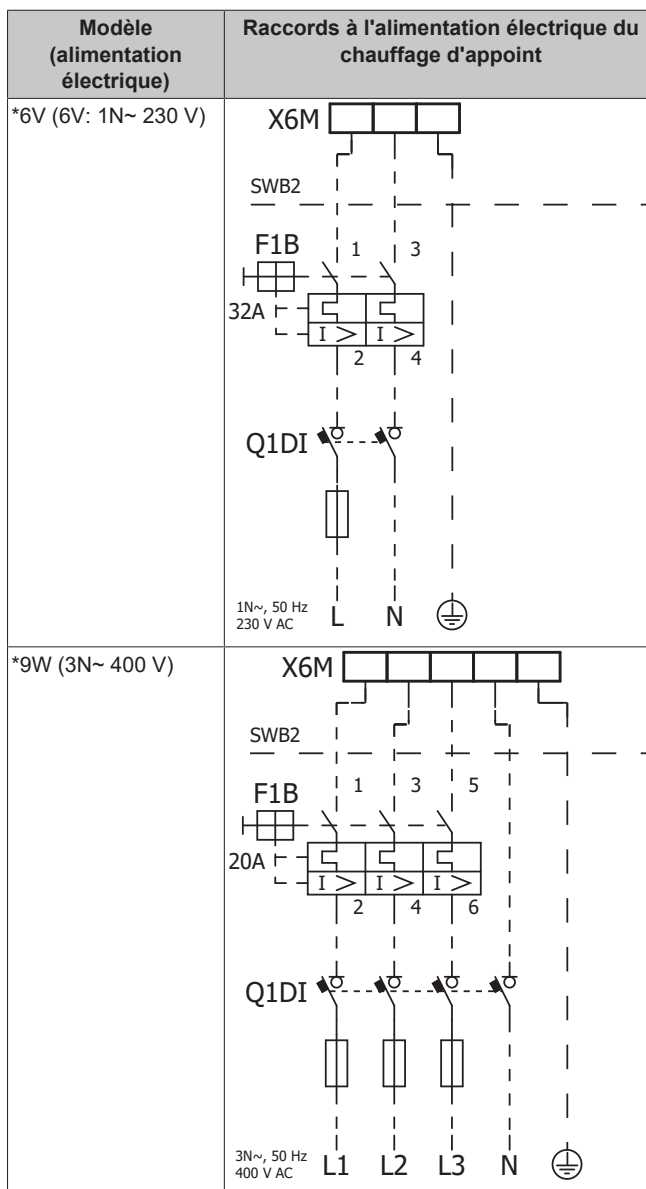 Modèle
(alimentation
électrique)
Raccords à l'alimentation électrique du
chauffage d'appoint
*6V (6V: 1N~ 230 V)
X6M
SWB2
F1B
1 3
32A
I > I >
2 4
Q1DI
1N~, 50 Hz
230 V AC
L N
*9W (3N~ 400 V)
X6M
SWB2
F1B
1 3 5
20A
I > I > I >
2 4 6
Q1DI
3N~, 50 Hz
400 V AC
L1 L2 L3 N